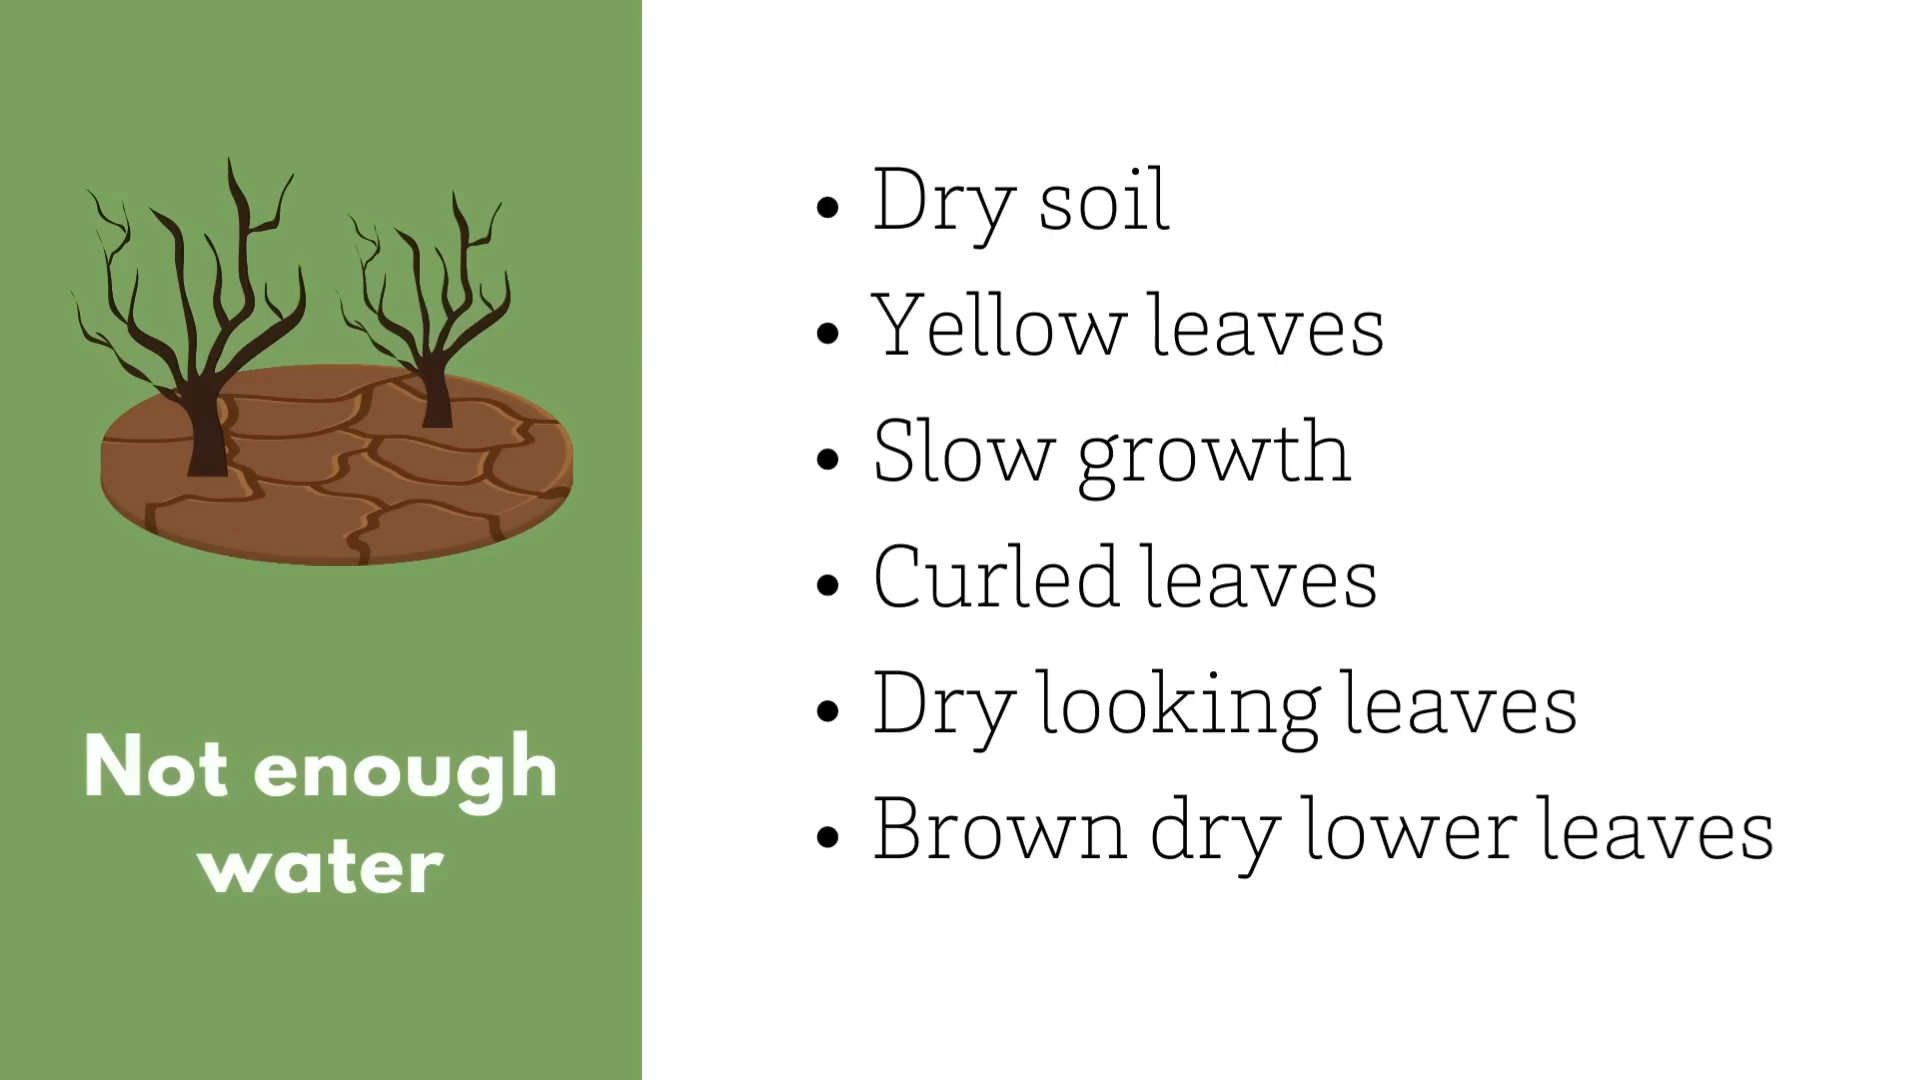 Not enough
water
• Dry soil
• Yellow leaves
• Slow growth
• Curled leaves
• Dry looking leaves
• Brown dry lower leaves